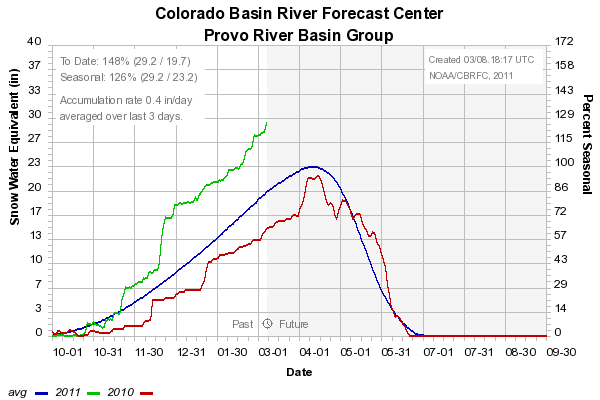 Colorado Basin River Forecast Center
Provo River Basin Group
To Date: 148% (29.2 / 19.7)
Seasonal: 126% (29.2 / 23.2)
Accumulation rate 0.4 in/day
averaged over last 3 days.
Created 03/08.18:17 UTC
NOAA/CBRFC, 2011
Snow Water Equivalent (in)
40
37
33
30
27
23
20
17
13
10
7
3
0
Percent Seasonal
172
158
143
129
115
100
86
72
57
43
29
14
0
Past
Future
10-01 10-31 11-30 12-31 01-30 03-01 04-01 05-01 05-31 07-01 07-31 08-30 09-30
Date
avg 2011 2010